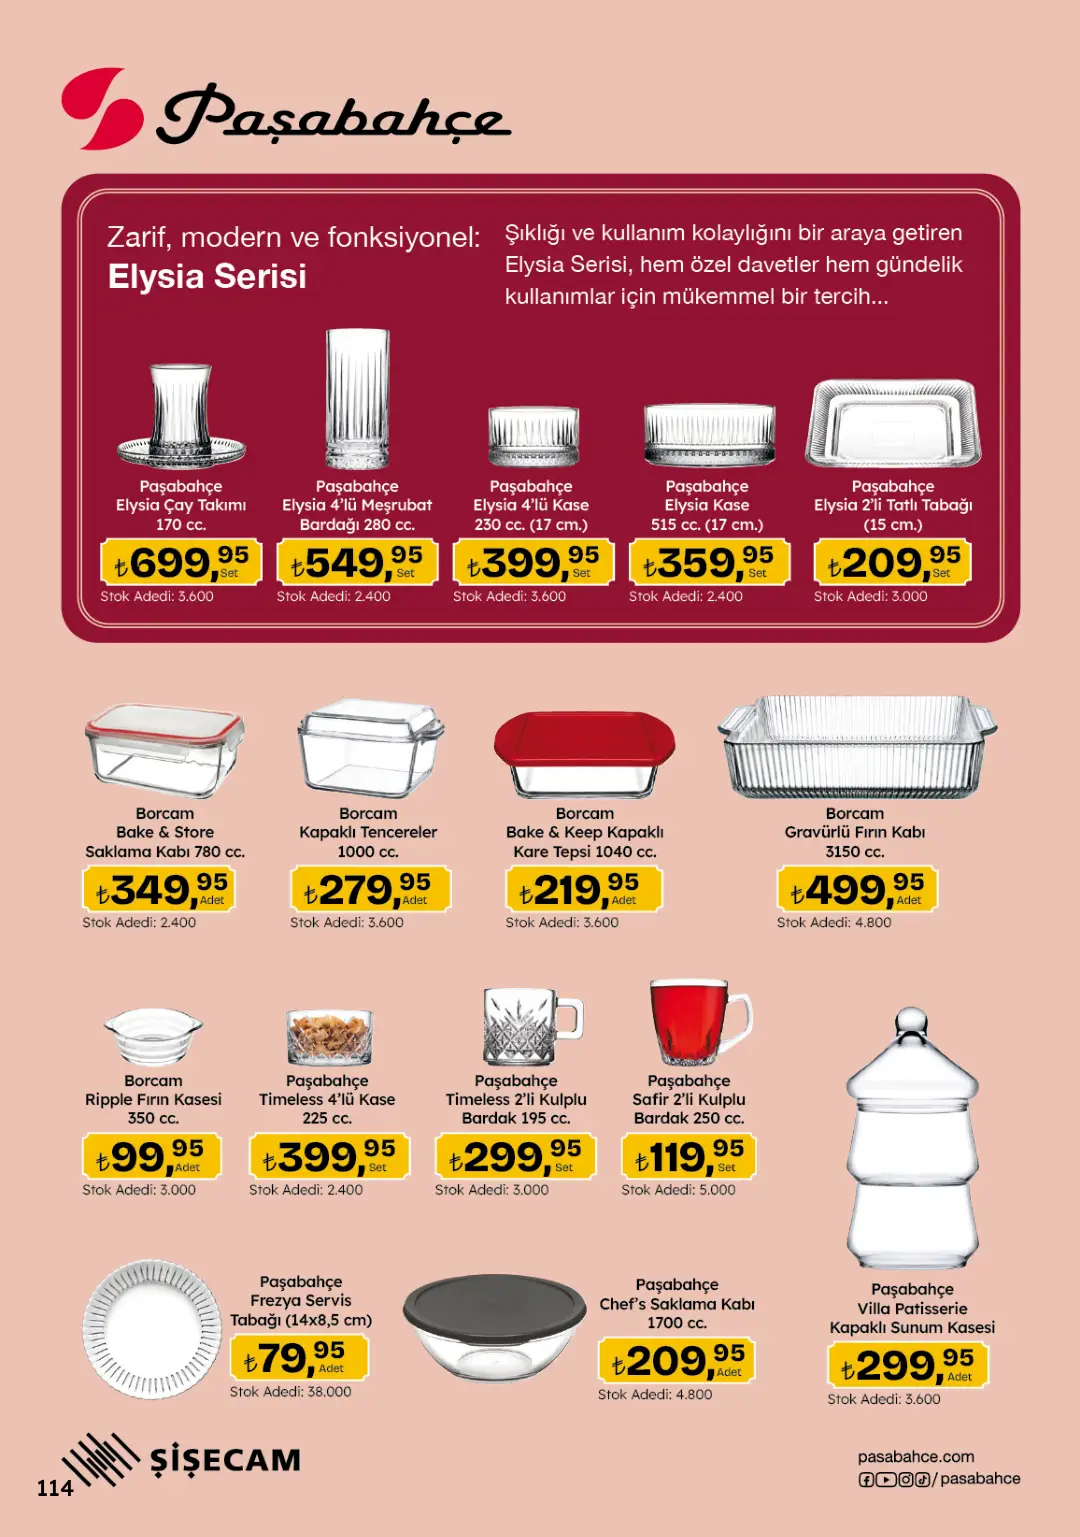 Paşabahçe
Zarif, modern ve fonksiyonel:
Elysia Serisi
Şıklığı ve kullanım kolaylığını bir araya getiren
Elysia Serisi, hem özel davetler hem gündelik
kullanımlar için mükemmel bir tercih...
Paşabahçe
Elysia Çay Takımı
170 cc.
₺699,95 Set
Stok Adedi: 3.600
Paşabahçe
Elysia 4'lü Meşrubat
Bardağı 280 cc.
₺549,95 Set
Stok Adedi: 2.400
Paşabahçe
Elysia 4'lü Kase
230 cc. (17 cm.)
₺399,95 Set
Stok Adedi: 3.600
Paşabahçe
Elysia Kase
515 cc. (17 cm.)
₺359,95 Set
Stok Adedi: 2.400
Paşabahçe
Elysia 2'li Tatlı Tabağı
(15 cm.)
₺209,95 Set
Stok Adedi: 3.000
Borcam
Bake & Store
Saklama Kabı 780 cc.
₺349,95 Adet
Stok Adedi: 2.400
Borcam
Kapaklı Tencereler
1000 cc.
₺279,95 Adet
Stok Adedi: 3.600
Borcam
Bake & Keep Kapaklı
Kare Tepsi 1040 cc.
₺219,95 Adet
Stok Adedi: 3.600
Borcam
Gravürlü Fırın Kabı
3150 cc.
₺499,95 Adet
Stok Adedi: 4.800
Borcam
Ripple Fırın Kasesi
350 cc.
₺99,95 Adet
Stok Adedi: 3.000
Paşabahçe
Timeless 4'lü Kase
225 cc.
₺399,95 Set
Stok Adedi: 2.400
Paşabahçe
Timeless 2'li Kulplu
Bardak 195 cc.
₺299,95 Set
Stok Adedi: 3.000
Paşabahçe
Safir 2'li Kulplu
Bardak 250 cc.
₺119,95 Set
Stok Adedi: 5.000
Paşabahçe
Frezya Servis
Tabağı (14x8,5 cm)
₺79,95 Adet
Stok Adedi: 38.000
Paşabahçe
Chef's Saklama Kabı
1700 cc.
₺209,95 Adet
Stok Adedi: 4.800
Paşabahçe
Villa Patisserie
Kapaklı Sunum Kasesi
₺299,95 Adet
Stok Adedi: 3.600
ŞİŞECAM
114
pasabahce.com
/pasabahce